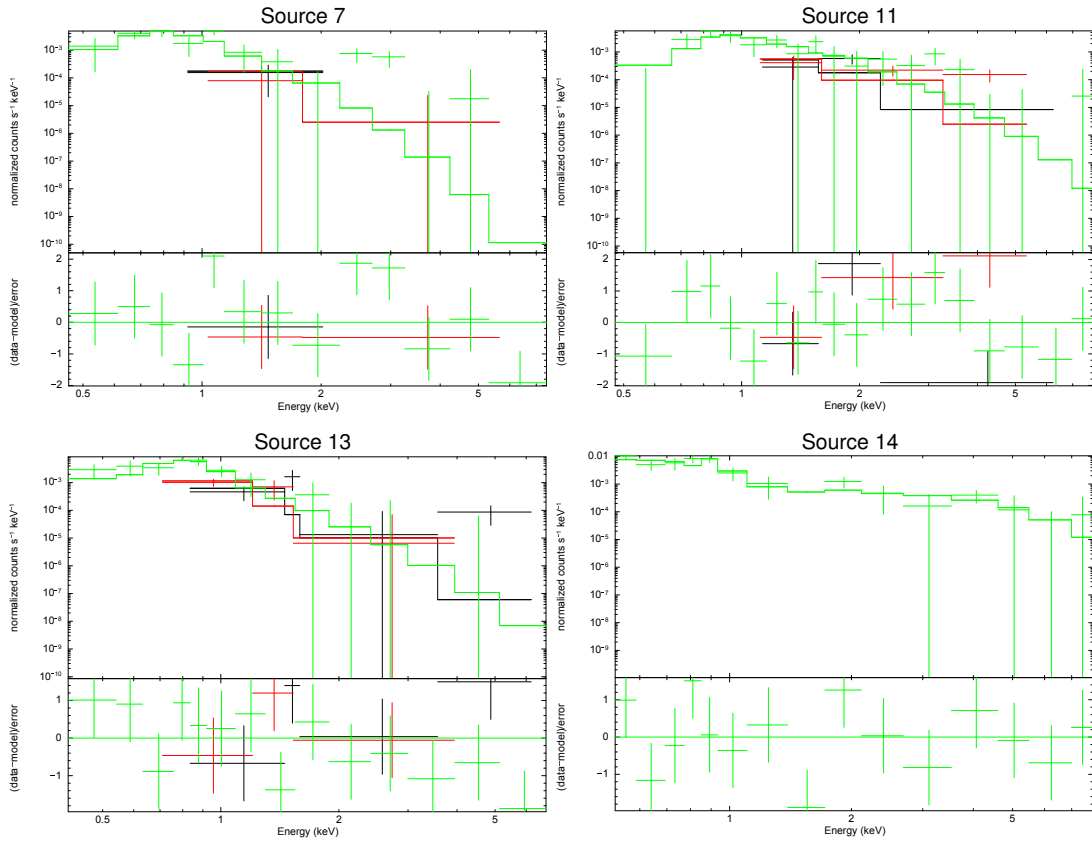 Source 7
normalized counts s⁻¹ keV⁻¹
10⁻³
10⁻⁴
10⁻⁵
10⁻⁶
10⁻⁷
10⁻⁸
10⁻⁹
10⁻¹⁰
(data−model)/error
2
1
0
−1
−2
0.5 1 2 5
Energy (keV)
Source 11
normalized counts s⁻¹ keV⁻¹
10⁻³
10⁻⁴
10⁻⁵
10⁻⁶
10⁻⁷
10⁻⁸
10⁻⁹
10⁻¹⁰
(data−model)/error
2
1
0
−1
−2
0.5 1 2 5
Energy (keV)
Source 13
normalized counts s⁻¹ keV⁻¹
10⁻³
10⁻⁴
10⁻⁵
10⁻⁶
10⁻⁷
10⁻⁸
10⁻⁹
10⁻¹⁰
(data−model)/error
1
0
−1
0.5 1 2 5
Energy (keV)
Source 14
normalized counts s⁻¹ keV⁻¹
0.01
10⁻³
10⁻⁴
10⁻⁵
10⁻⁶
10⁻⁷
10⁻⁸
10⁻⁹
10⁻¹⁰
(data−model)/error
1
0
−1
1 2 5
Energy (keV)